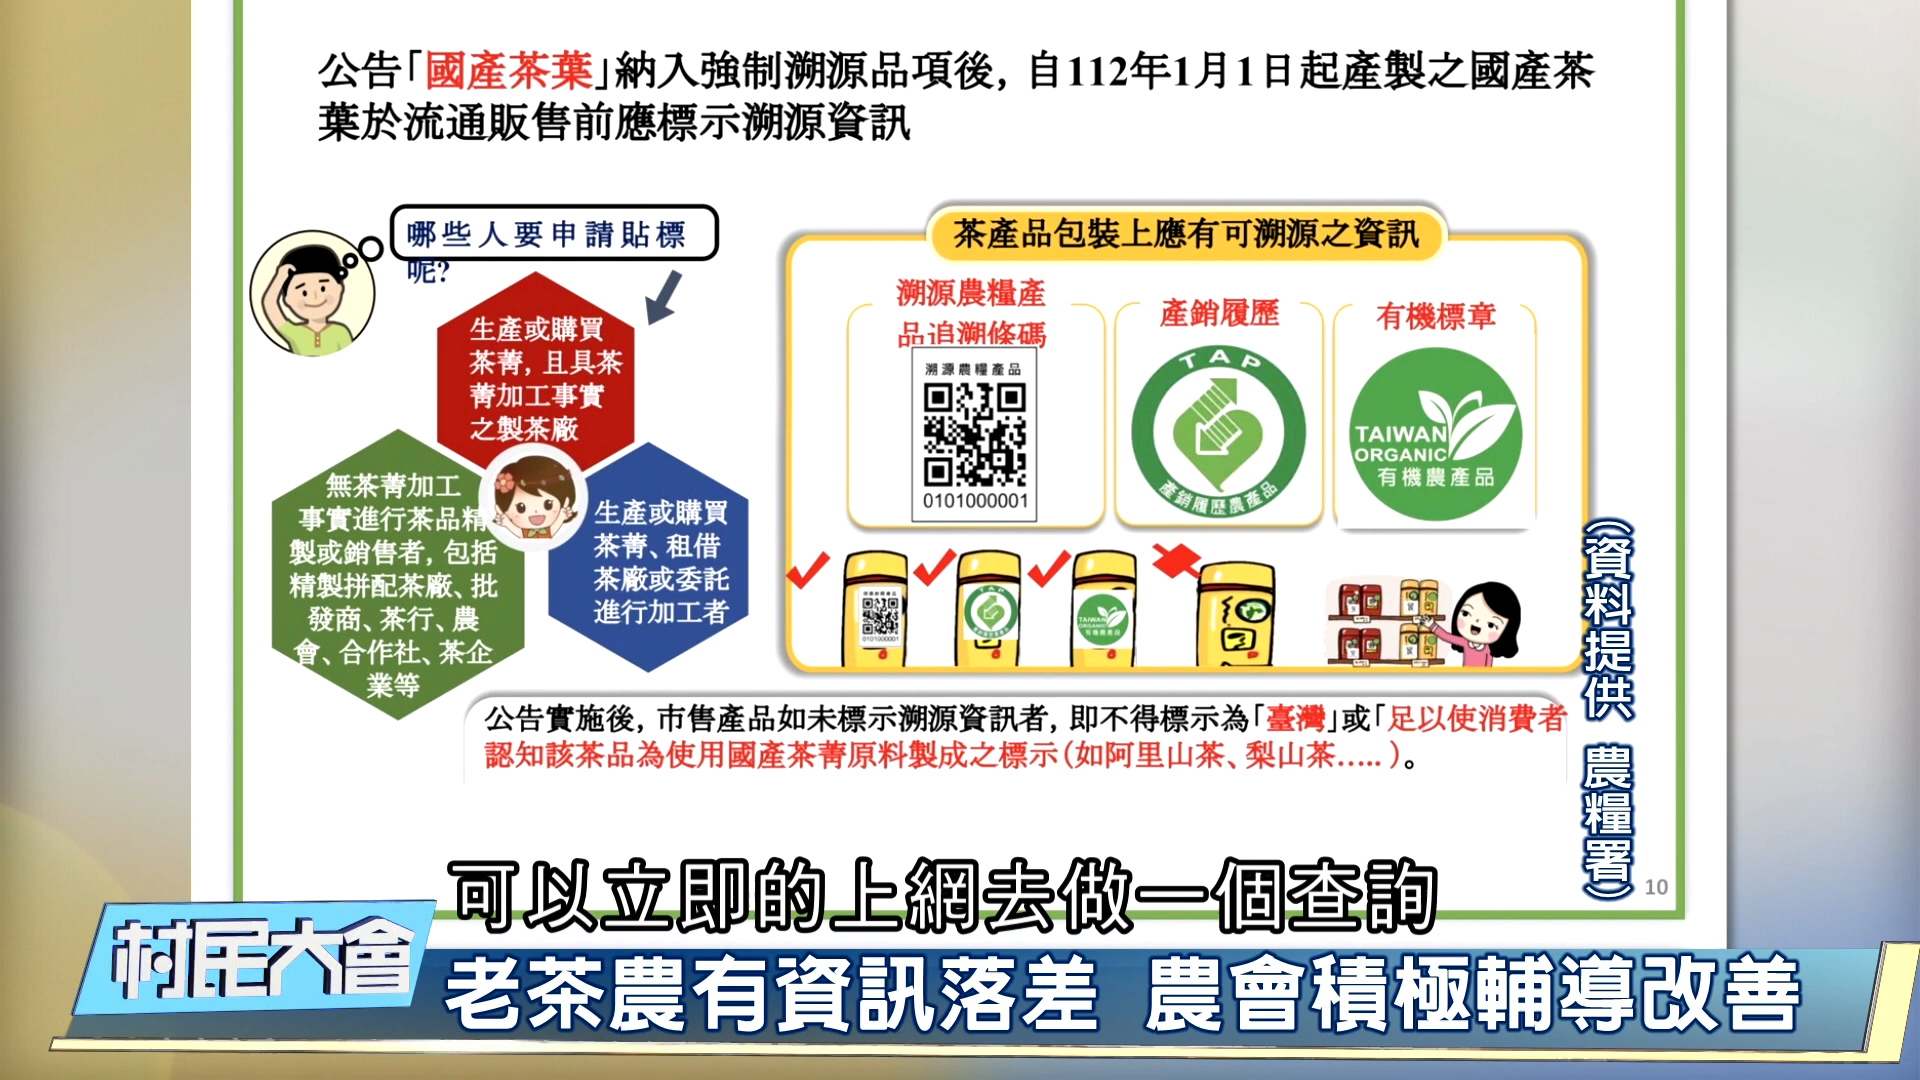 公告「國產茶葉」納入強制溯源品項後，自112年1月1日起產製之國產茶
葉於流通販售前應標示溯源資訊
哪些人要申請貼標
呢?
生產或購買
茶菁，且具茶
菁加工事實
之製茶廠
無茶菁加工
事實進行茶品精
製或銷售者，包括
精製拼配茶廠、批
發商、茶行、農
會、合作社、茶企
業等
生產或購買
茶菁、租借
茶廠或委託
進行加工者
茶產品包裝上應有可溯源之資訊
溯源農糧產
品追溯條碼
溯源農糧產品
0101000001
產銷履歷
TAP
產銷履歷農產品
有機標章
TAIWAN
ORGANIC
有機農產品
溯源農糧產品
0101000001
TAP
TAIWAN
ORGANIC
有機農產品
公告實施後，市售產品如未標示溯源資訊者，即不得標示為「臺灣」或「足以使消費者
認知該茶品為使用國產茶菁原料製成之標示（如阿里山茶、梨山茶…..）。
（資料提供 農糧署）
10
可以立即的上網去做一個查詢
村民大會
老茶農有資訊落差 農會積極輔導改善